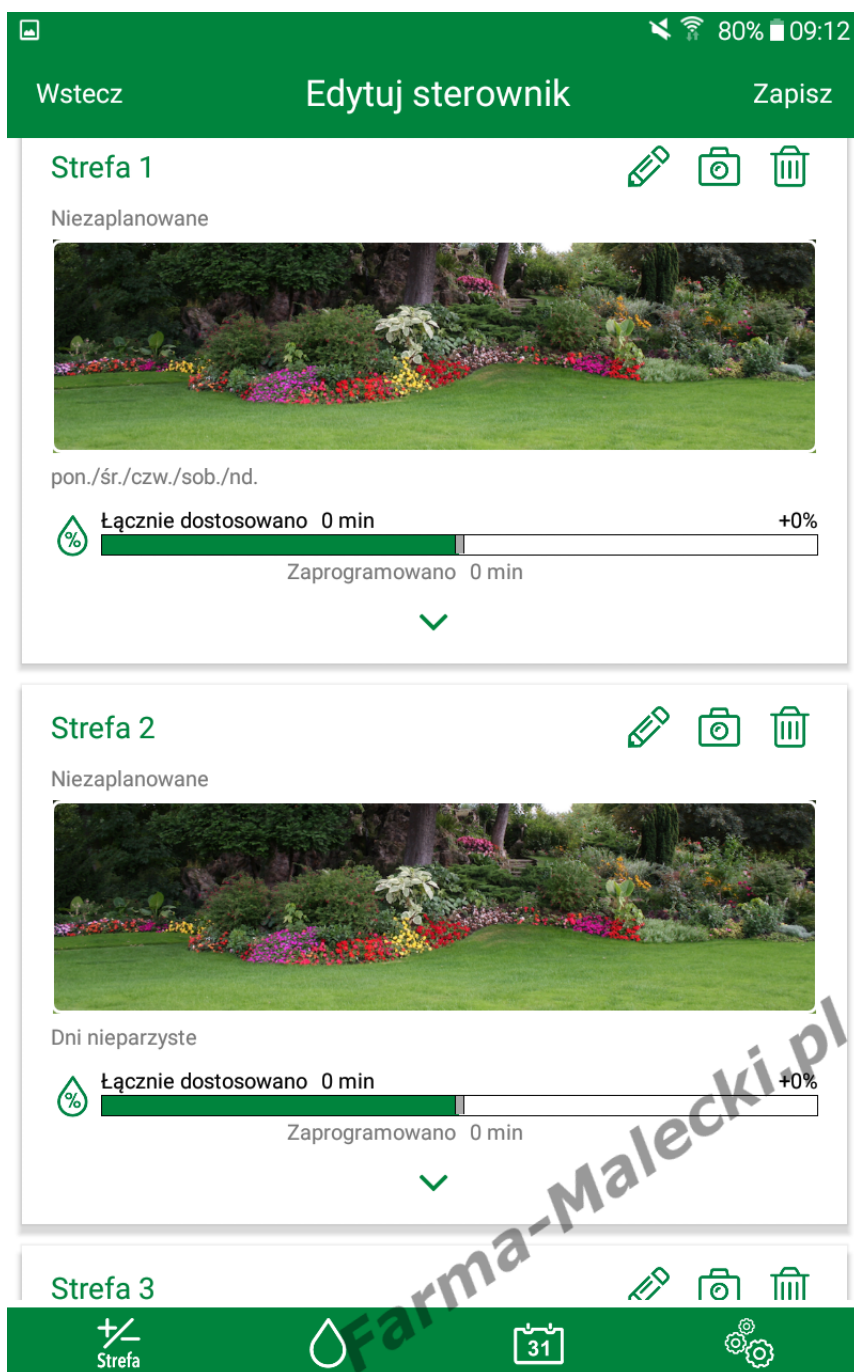 80% 09:12
Wstecz Edytuj sterownik Zapisz
Strefa 1
Niezaplanowane
pon./śr./czw./sob./nd.
Łącznie dostosowano 0 min +0%
%
Zaprogramowano 0 min
Strefa 2
Niezaplanowane
Dni nieparzyste
Łącznie dostosowano 0 min +0%
%
Zaprogramowano 0 min
Farma-Malecki.pl
Strefa 3
+/−
Strefa
31